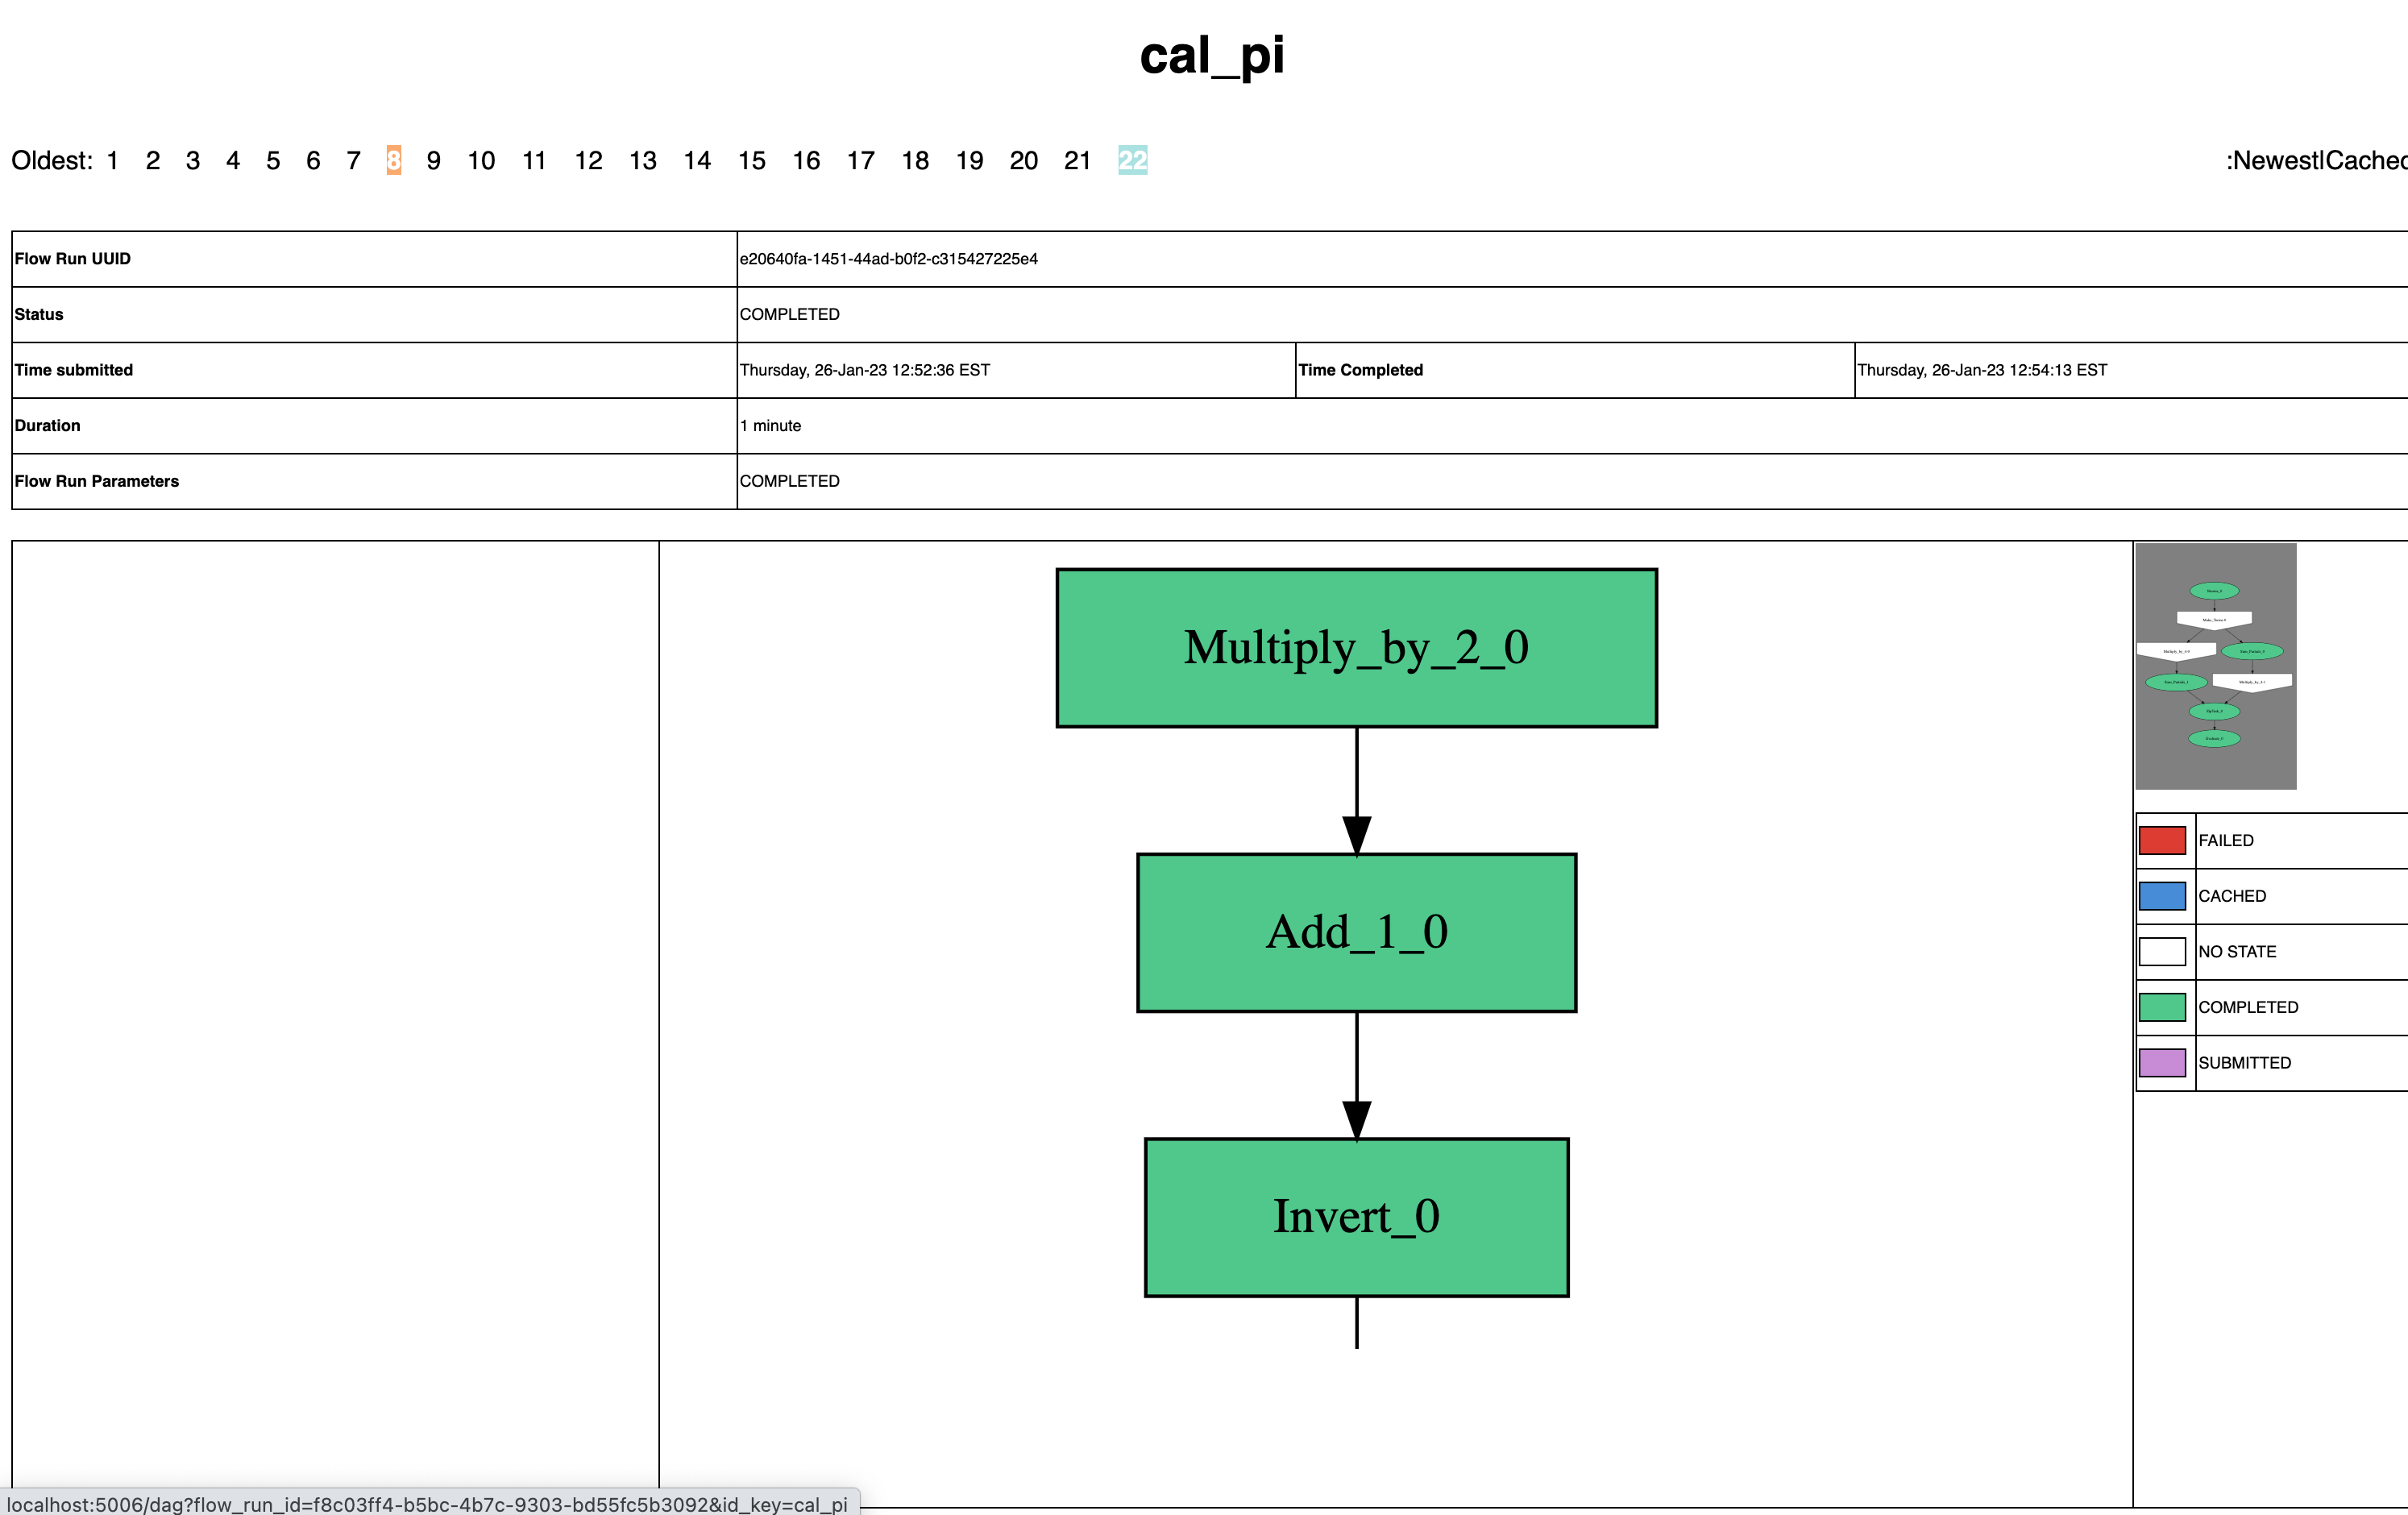 cal_pi
Oldest: 1 2 3 4 5 6 7 8 9 10 11 12 13 14 15 16 17 18 19 20 21 22 :Newest|Cached
Flow Run UUID e20640fa-1451-44ad-b0f2-c315427225e4
Status COMPLETED
Time submitted Thursday, 26-Jan-23 12:52:36 EST Time Completed Thursday, 26-Jan-23 12:54:13 EST
Duration 1 minute
Flow Run Parameters COMPLETED
Multiply_by_2_0
Add_1_0
Invert_0
FAILED
CACHED
NO STATE
COMPLETED
SUBMITTED
localhost:5006/dag?flow_run_id=f8c03ff4-b5bc-4b7c-9303-bd55fc5b3092&id_key=cal_pi